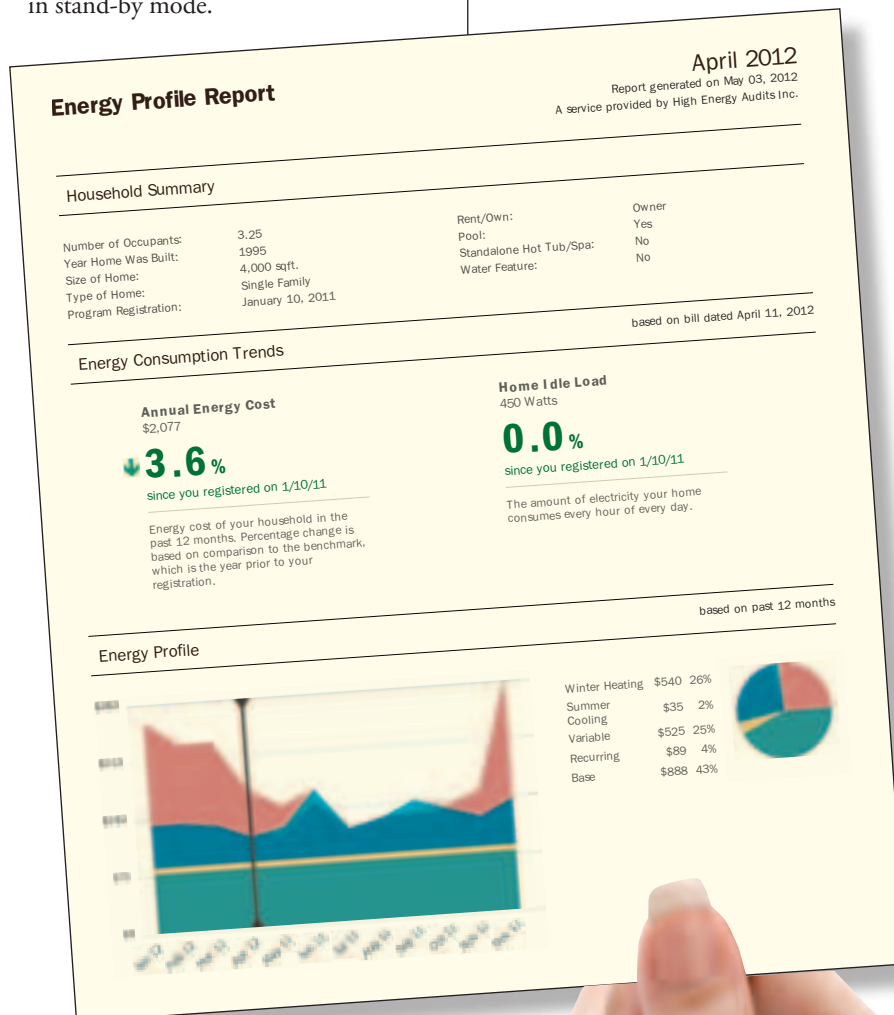 in stand-by mode.
Energy Profile Report
April 2012
Report generated on May 03, 2012
A service provided by High Energy Audits Inc.
Household Summary
Number of Occupants: 3.25
Year Home Was Built: 1995
Size of Home: 4,000 sqft.
Type of Home: Single Family
Program Registration: January 10, 2011
Rent/Own: Owner
Pool: Yes
Standalone Hot Tub/Spa: No
Water Feature: No
Energy Consumption Trends
based on bill dated April 11, 2012
Annual Energy Cost
$2,077
3.6%
since you registered on 1/10/11
Energy cost of your household in the
past 12 months. Percentage change is
based on comparison to the benchmark,
which is the year prior to your
registration.
Home Idle Load
450 Watts
0.0%
since you registered on 1/10/11
The amount of electricity your home
consumes every hour of every day.
Energy Profile
based on past 12 months
Winter Heating $540 26%
Summer
Cooling $35 2%
Variable $525 25%
Recurring $89 4%
Base $888 43%